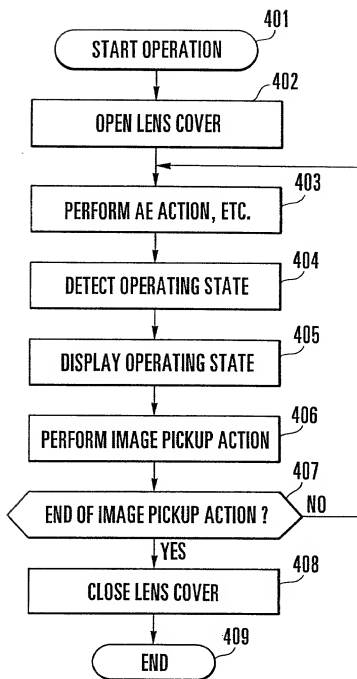 401
START OPERATION
402
OPEN LENS COVER
403
PERFORM AE ACTION, ETC.
404
DETECT OPERATING STATE
405
DISPLAY OPERATING STATE
406
PERFORM IMAGE PICKUP ACTION
407
END OF IMAGE PICKUP ACTION ?
NO
YES
408
CLOSE LENS COVER
409
END